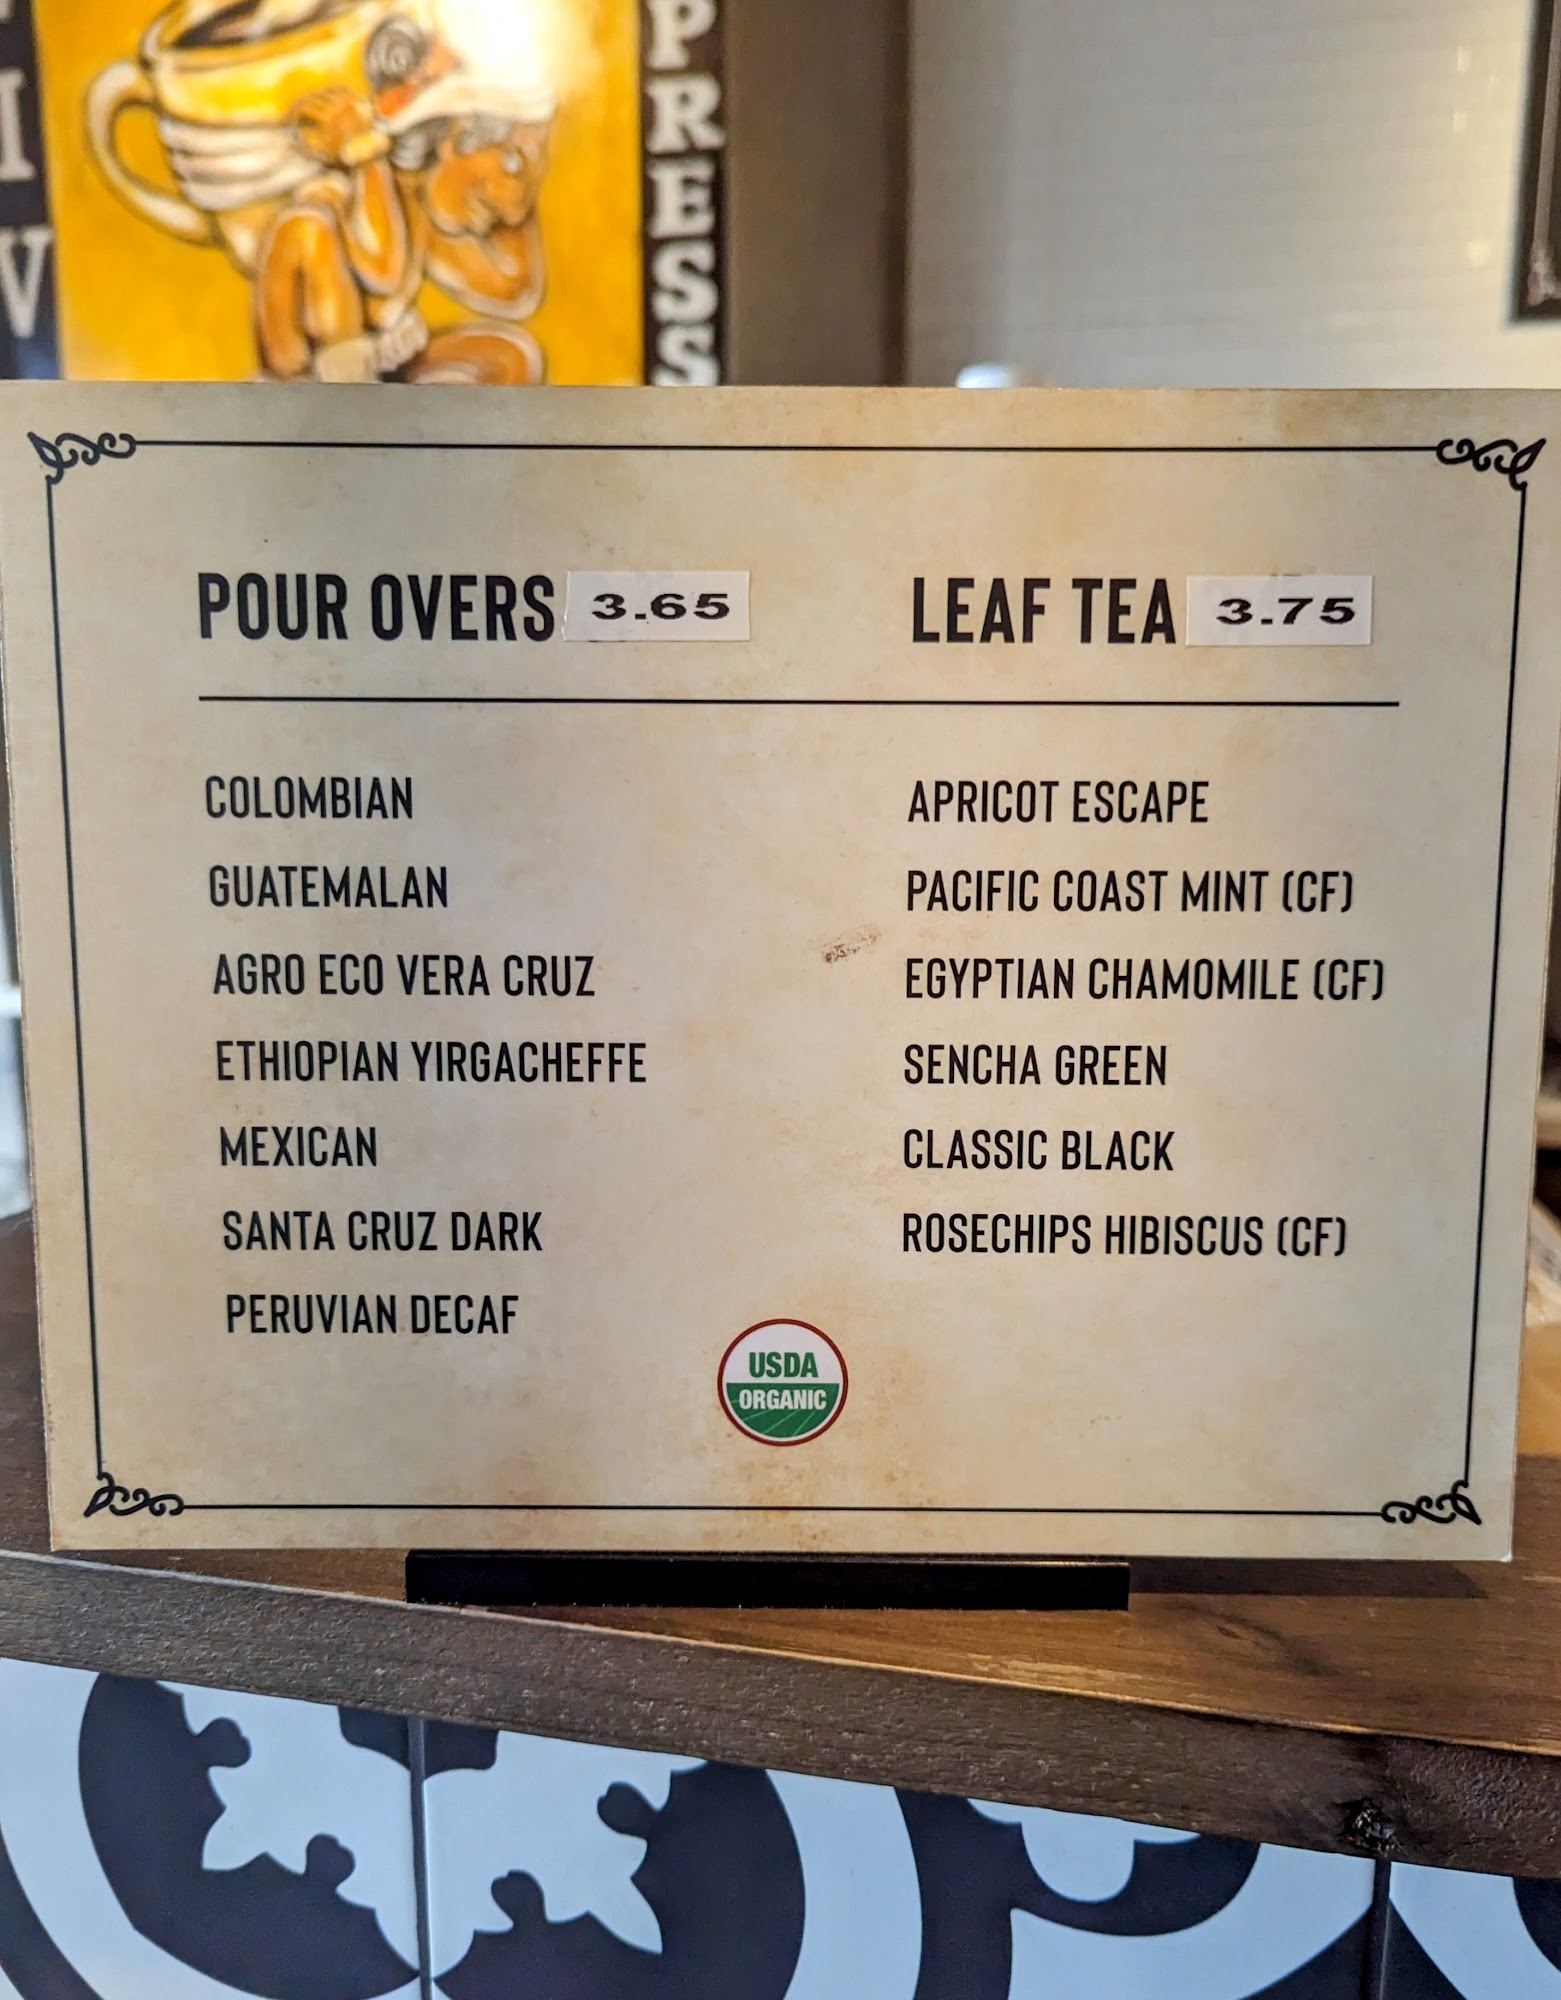 PRESS
I
V
POUR OVERS 3.65
COLOMBIAN
GUATEMALAN
AGRO ECO VERA CRUZ
ETHIOPIAN YIRGACHEFFE
MEXICAN
SANTA CRUZ DARK
PERUVIAN DECAF
LEAF TEA 3.75
APRICOT ESCAPE
PACIFIC COAST MINT (CF)
EGYPTIAN CHAMOMILE (CF)
SENCHA GREEN
CLASSIC BLACK
ROSECHIPS HIBISCUS (CF)
USDA
ORGANIC